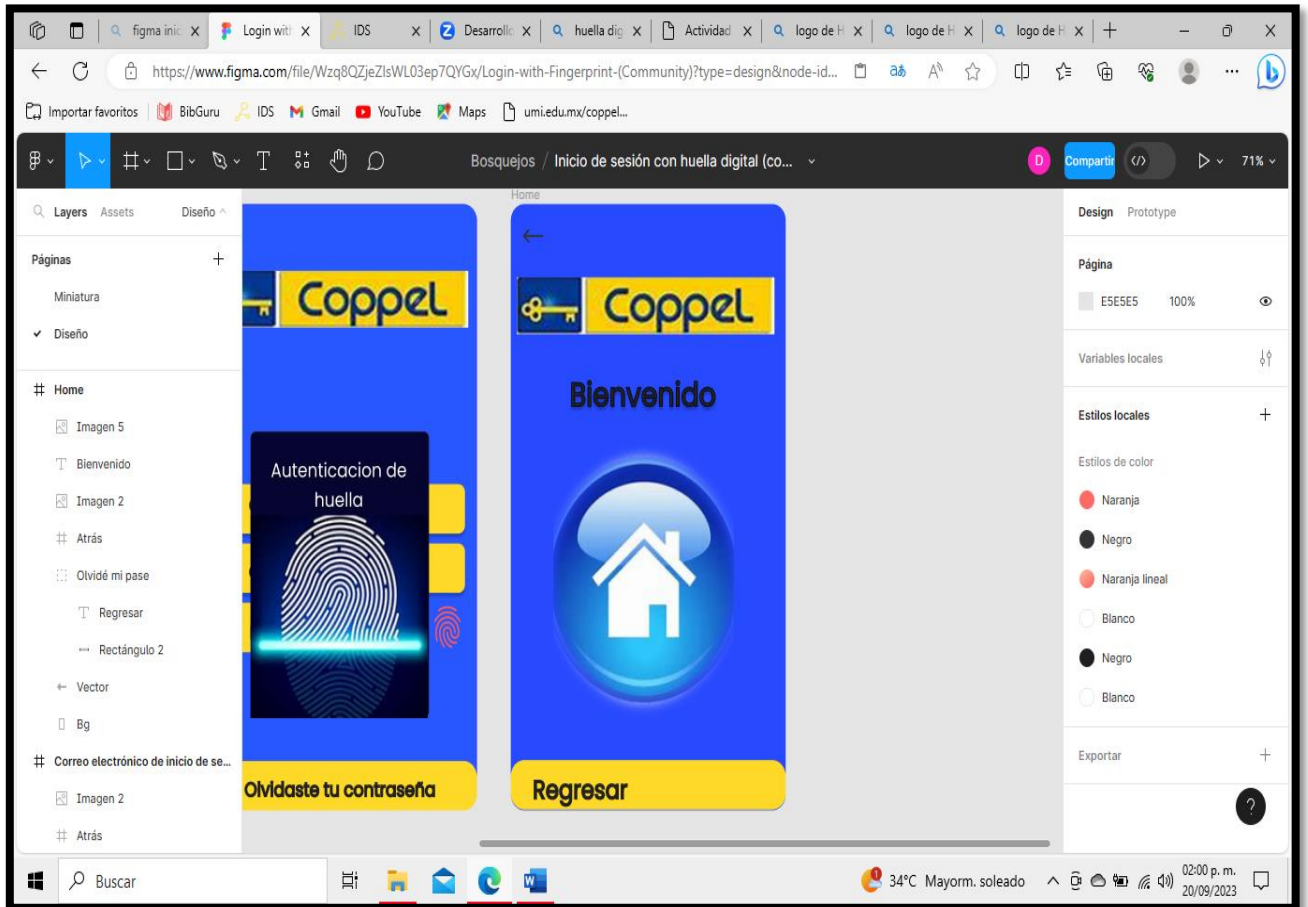 figma inic
Login with
IDS
Desarrollo
huella dig
Actividad
logo de H
logo de H
logo de H
https://www.figma.com/file/Wzq8QZjeZIsWL03ep7QYGx/Login-with-Fingerprint-(Community)?type=design&node-id...
Importar favoritos
BibGuru
IDS
Gmail
YouTube
Maps
umi.edu.mx/coppel...
Bosquejos / Inicio de sesión con huella digital (co...
D
Compartir
71%
Layers
Assets
Diseño
Páginas
Miniatura
Diseño
Home
Imagen 5
Bienvenido
Imagen 2
Atrás
Olvidé mi pase
Regresar
Rectángulo 2
Vector
Bg
Correo electrónico de inicio de se...
Imagen 2
Atrás
Coppel
Autenticacion de
huella
Olvidaste tu contraseña
Home
Coppel
Bienvenido
Regresar
Design
Prototype
Página
E5E5E5 100%
Variables locales
Estilos locales
Estilos de color
Naranja
Negro
Naranja lineal
Blanco
Negro
Blanco
Exportar
?
Buscar
1
34°C Mayorm. soleado
02:00 p. m.
20/09/2023